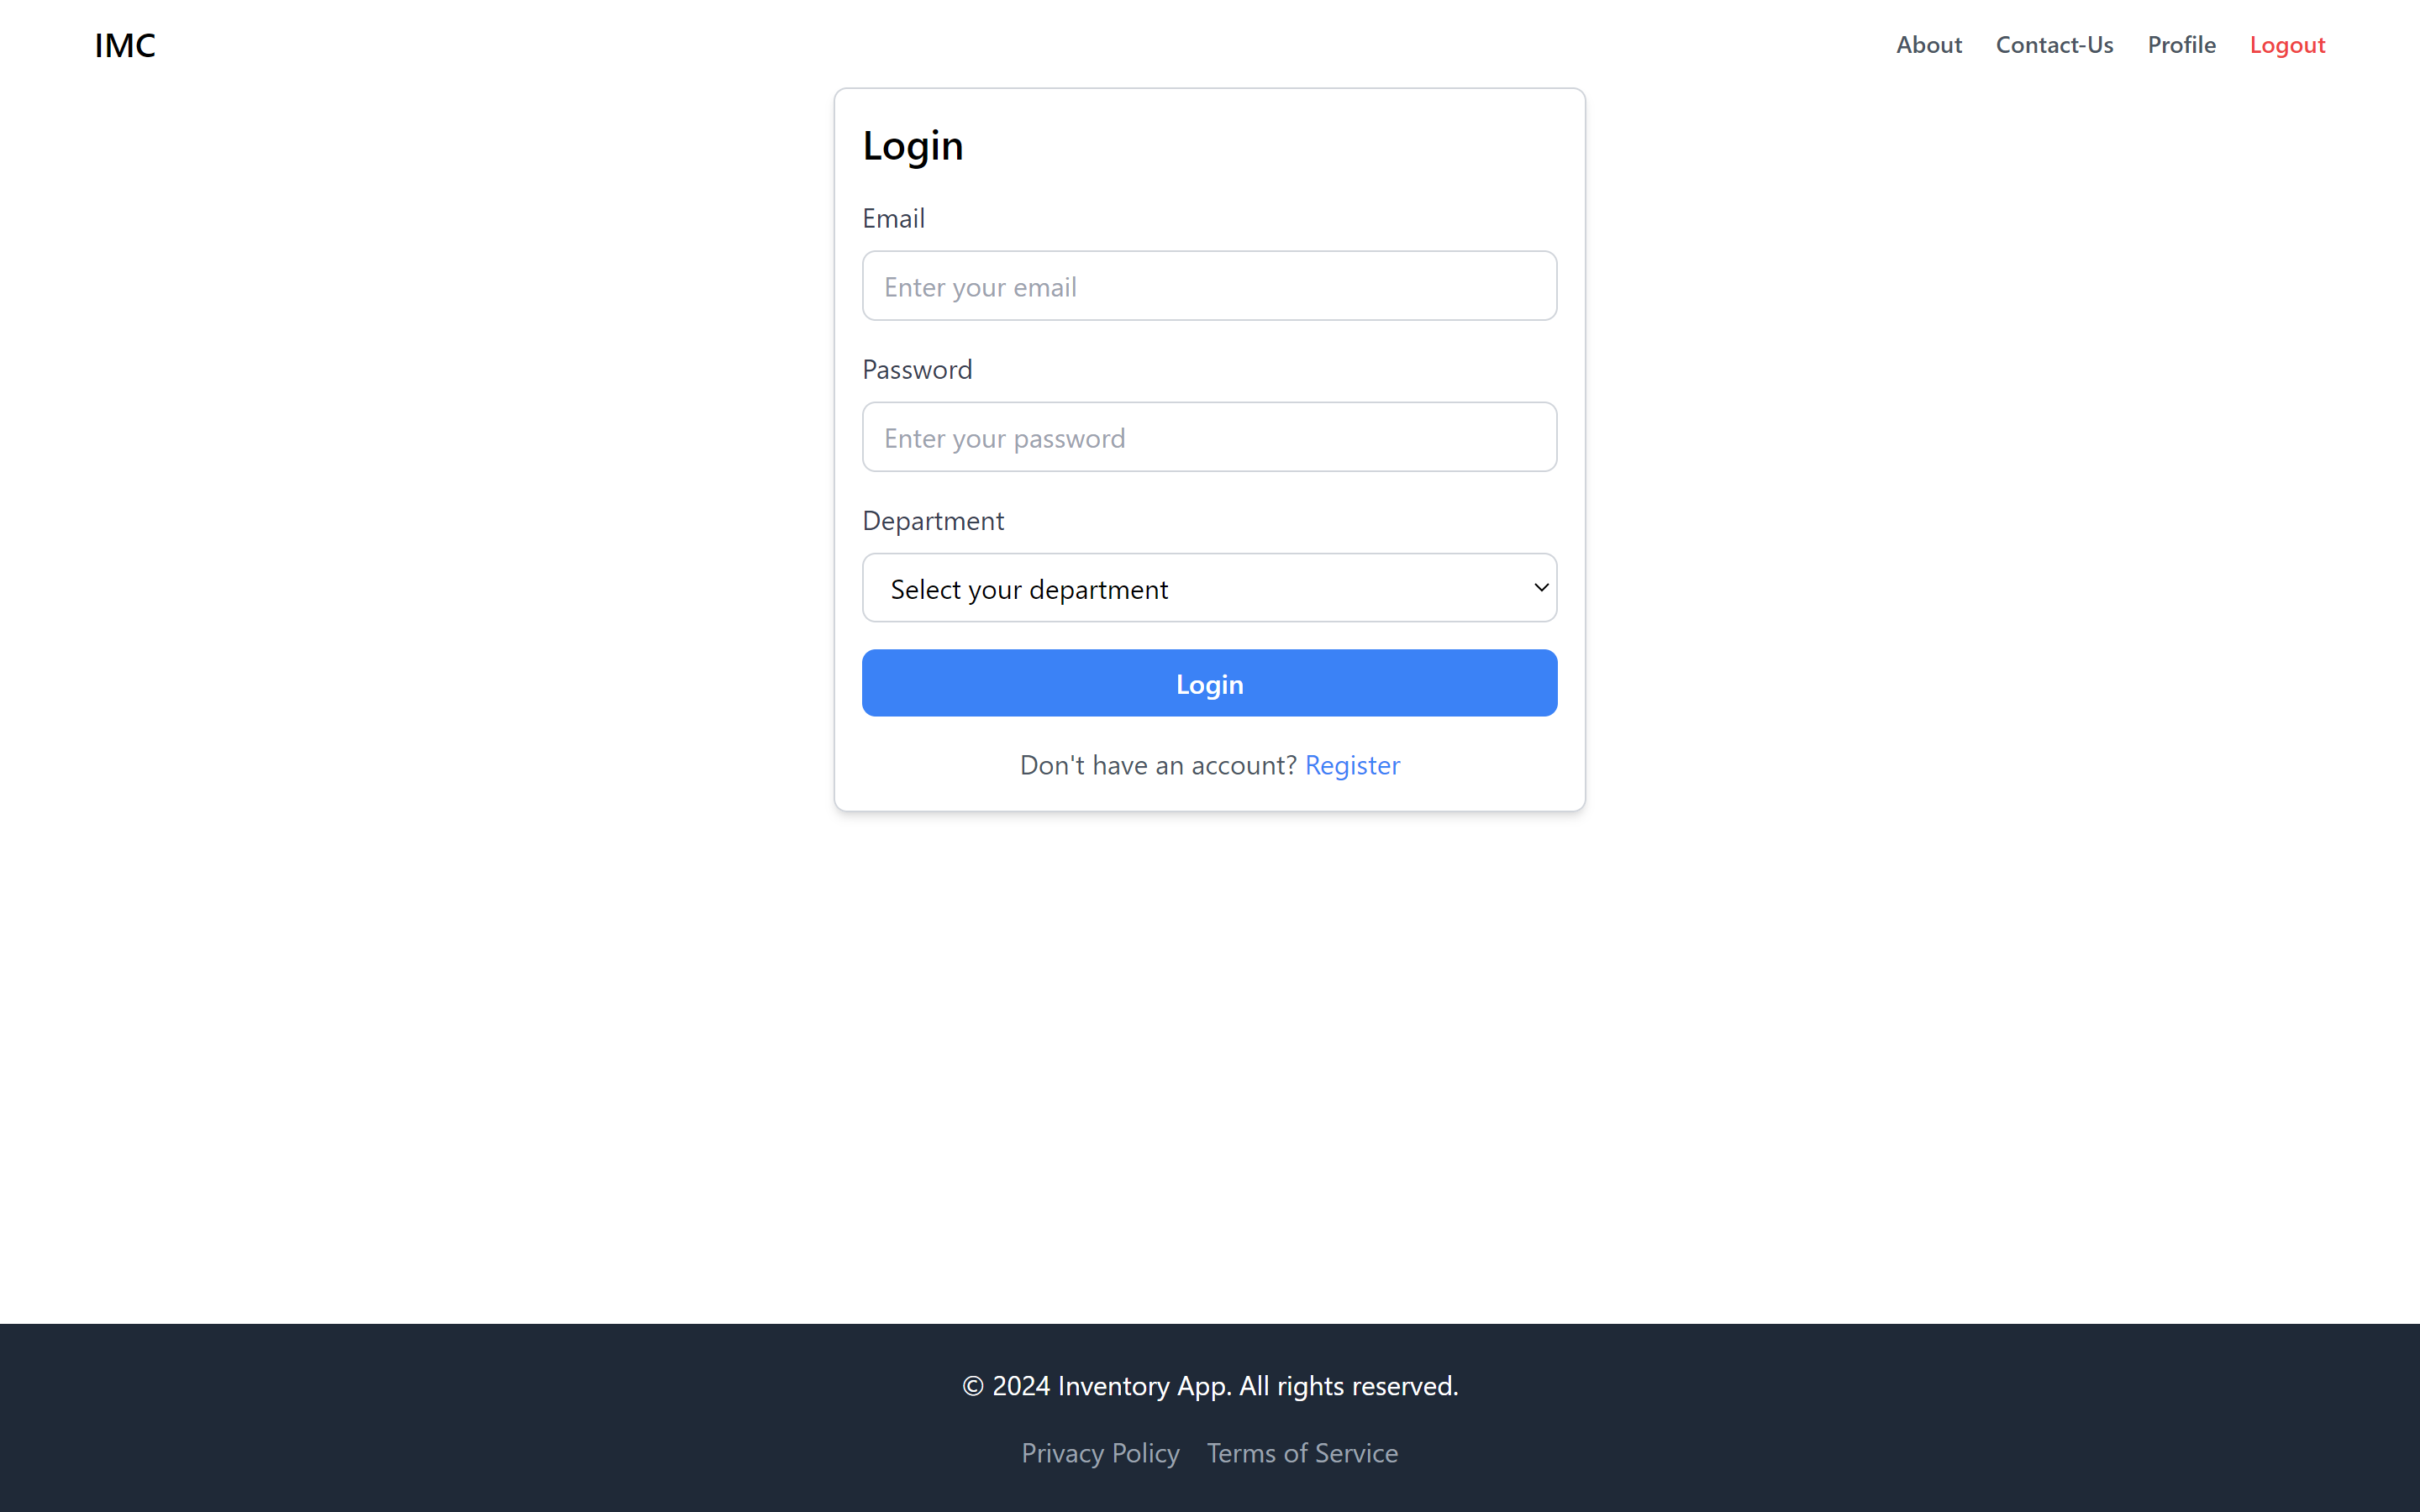 IMC
About Contact-Us Profile Logout
Login
Email
Enter your email
Password
Enter your password
Department
Select your department
Login
Don't have an account? Register
© 2024 Inventory App. All rights reserved.
Privacy Policy Terms of Service